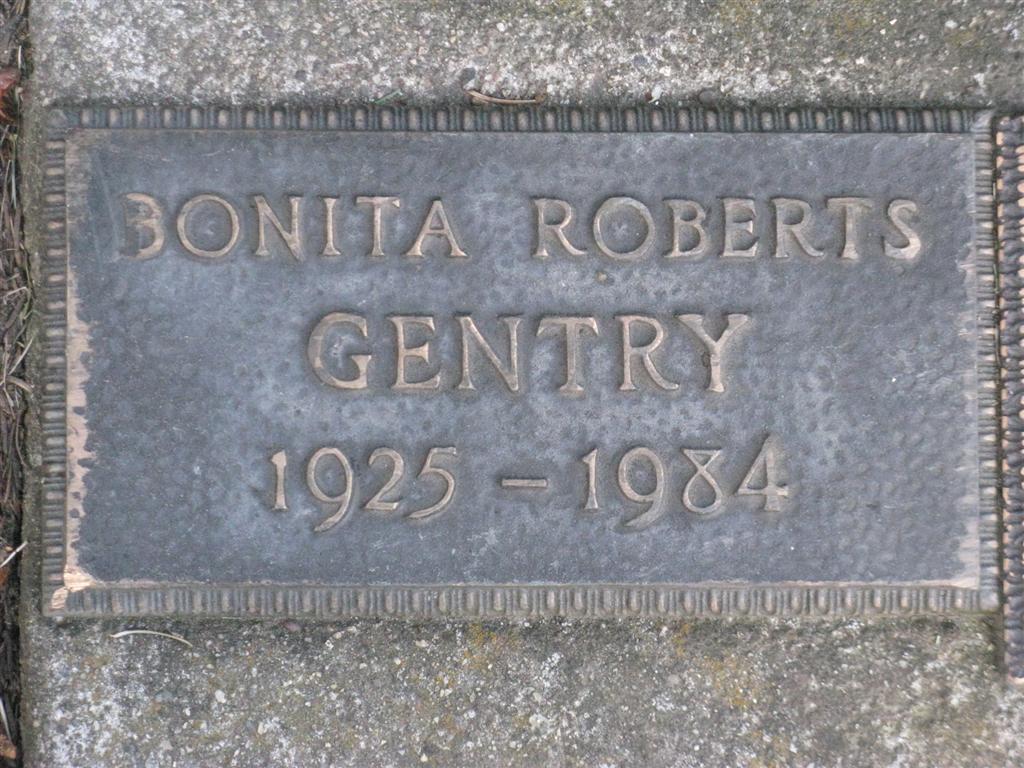 BONITA ROBERTS
GENTRY
1925 - 1984